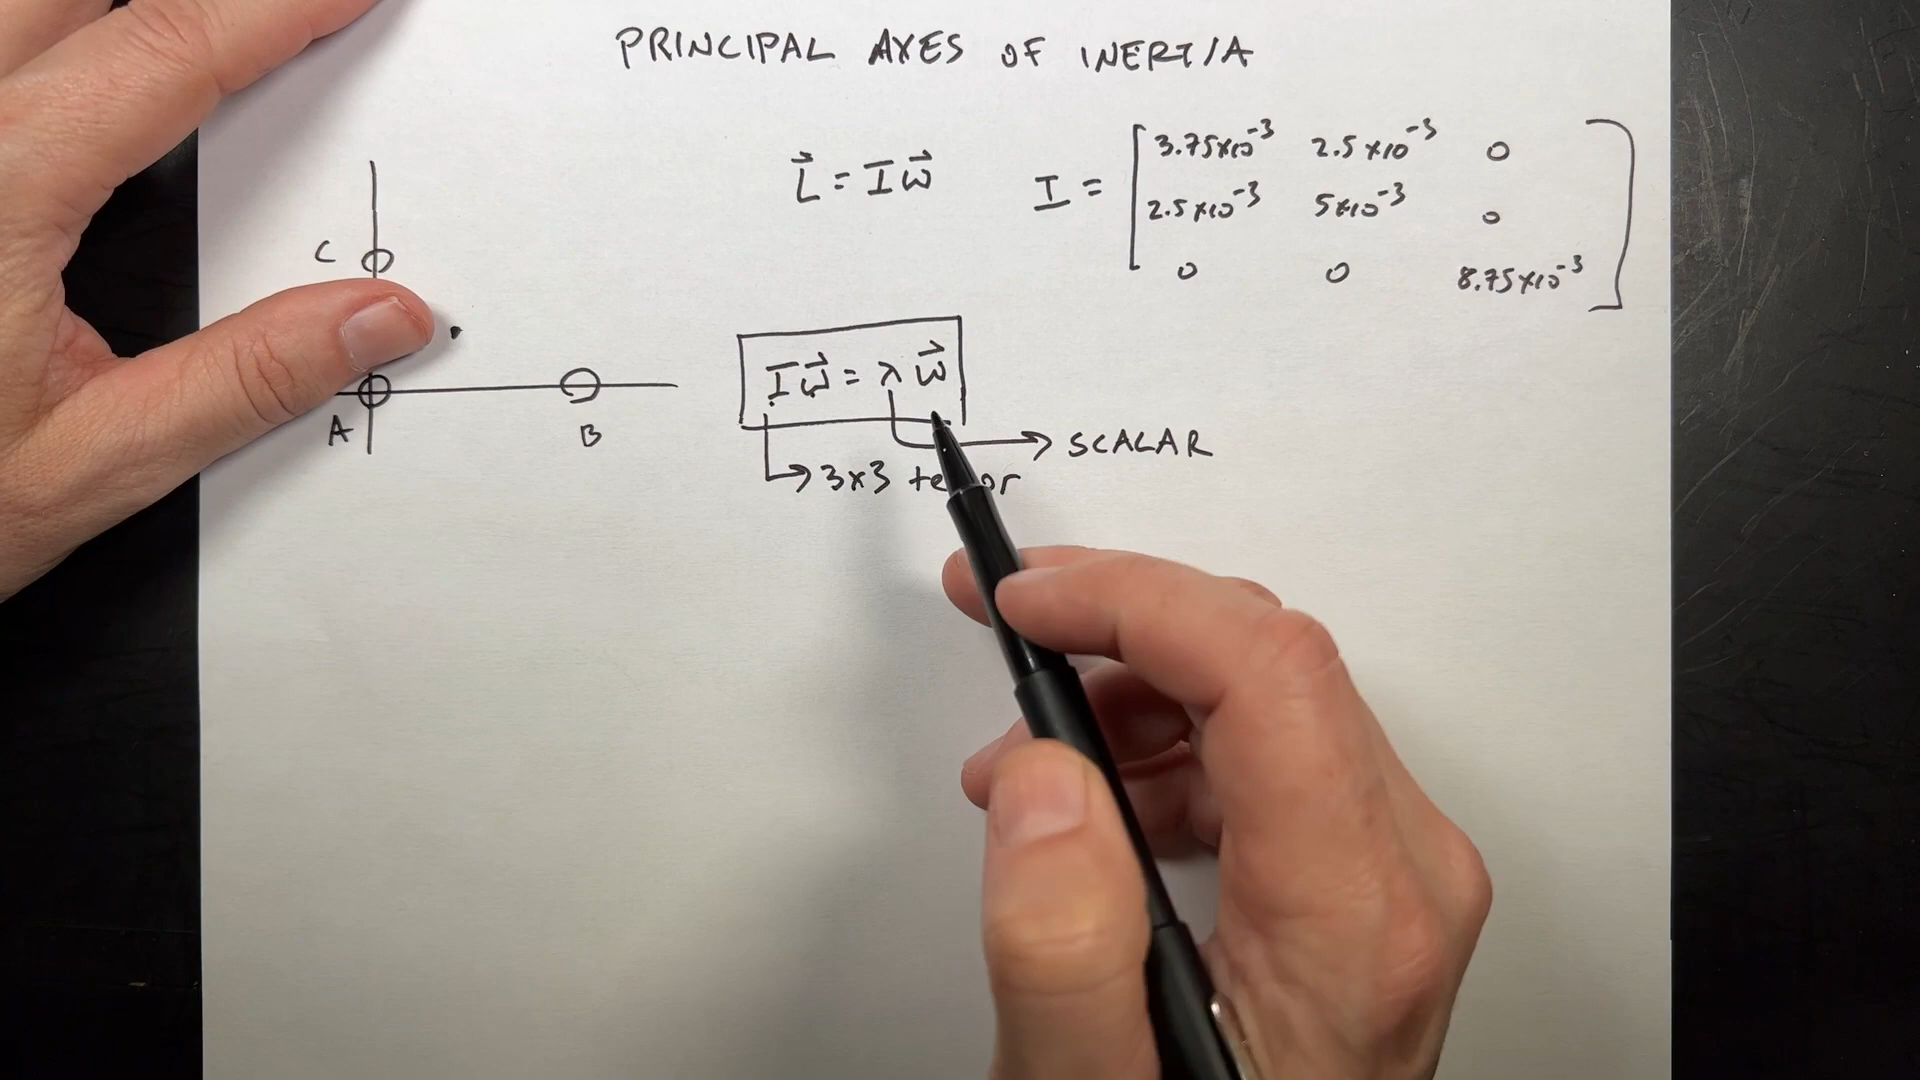 PRINCIPAL AXES OF INERTIA
L⃗ = Iω⃗
I = [3.75×10⁻³ 2.5×10⁻³ 0
2.5×10⁻³ 5×10⁻³ 0
0 0 8.75×10⁻³]
C
A
B
Iω⃗ = λω⃗
SCALAR
3×3